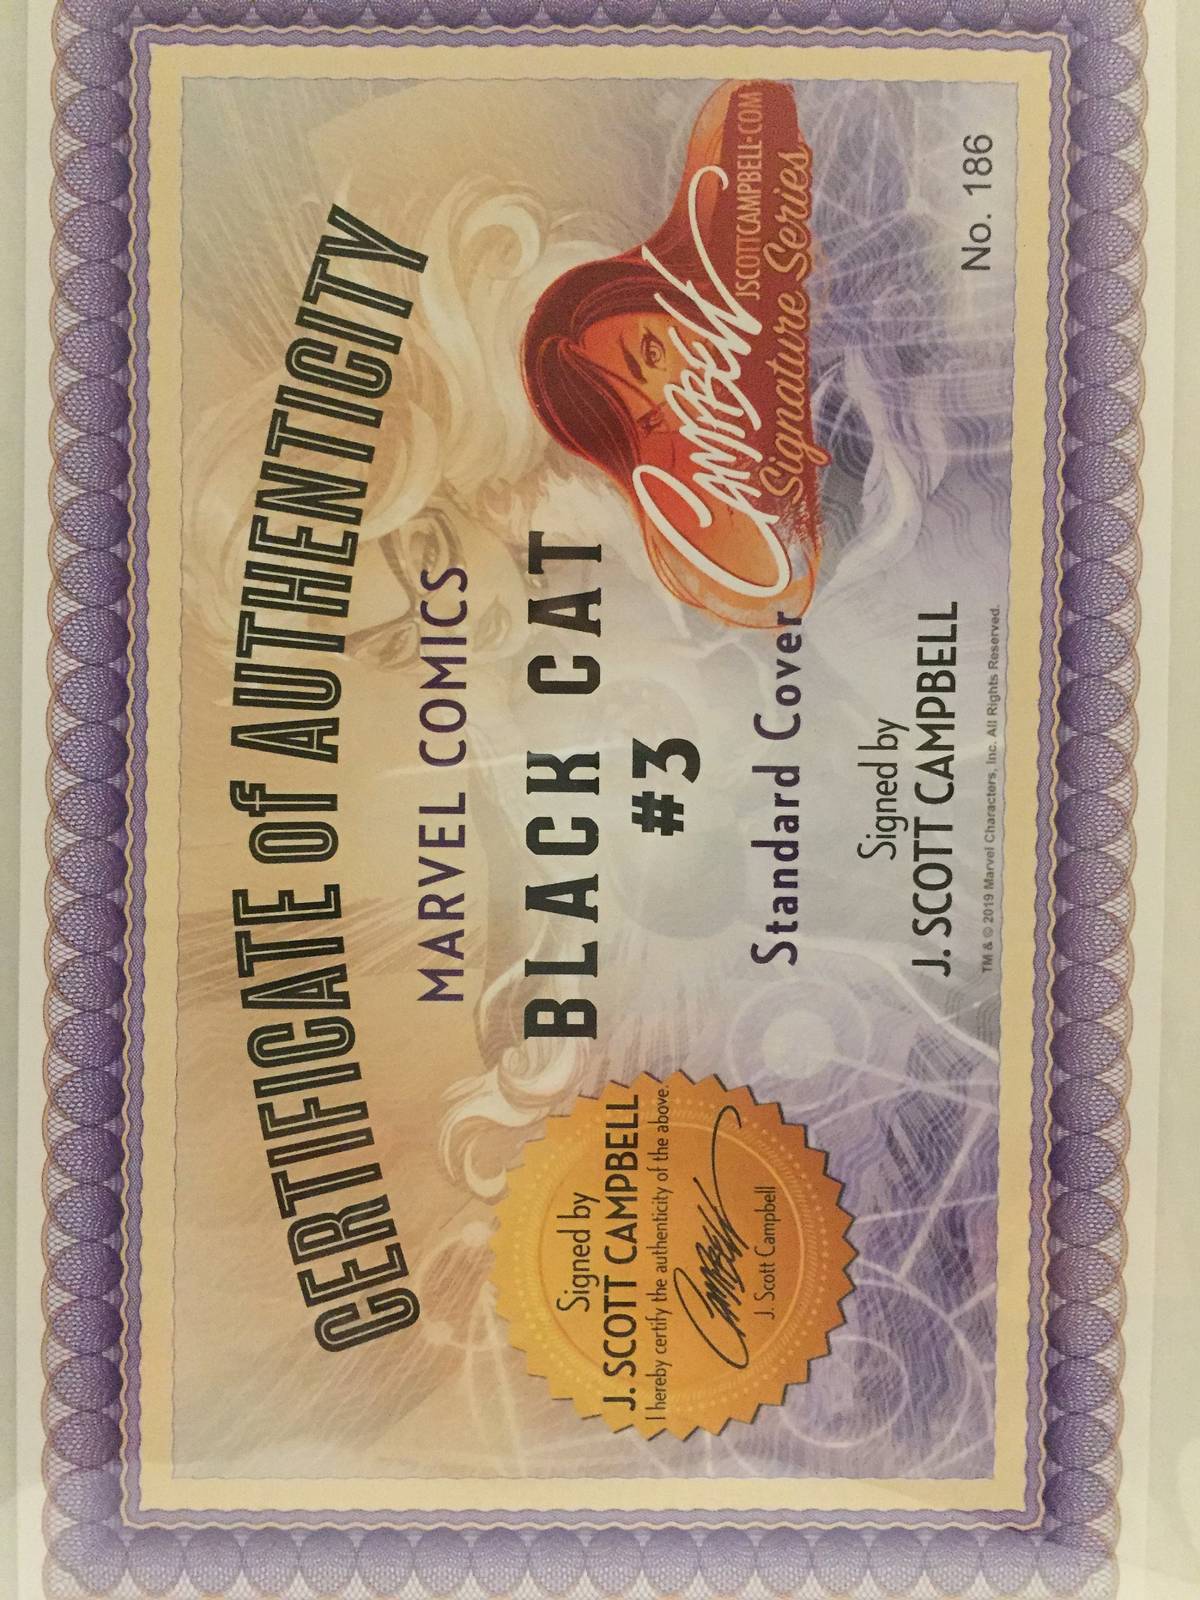 CERTIFICATE of AUTHENTICITY
MARVEL COMICS
BLACK CAT
#3
Standard Cover
Signed by
J. SCOTT CAMPBELL
TM & © 2019 Marvel Characters, Inc. All Rights Reserved.
Signed by
J. SCOTT CAMPBELL
I hereby certify the authenticity of the above.
CAMPBELL
J. Scott Campbell
CAMPBELL
JSCOTTCAMPBELL.COM
Signature Series
No. 186